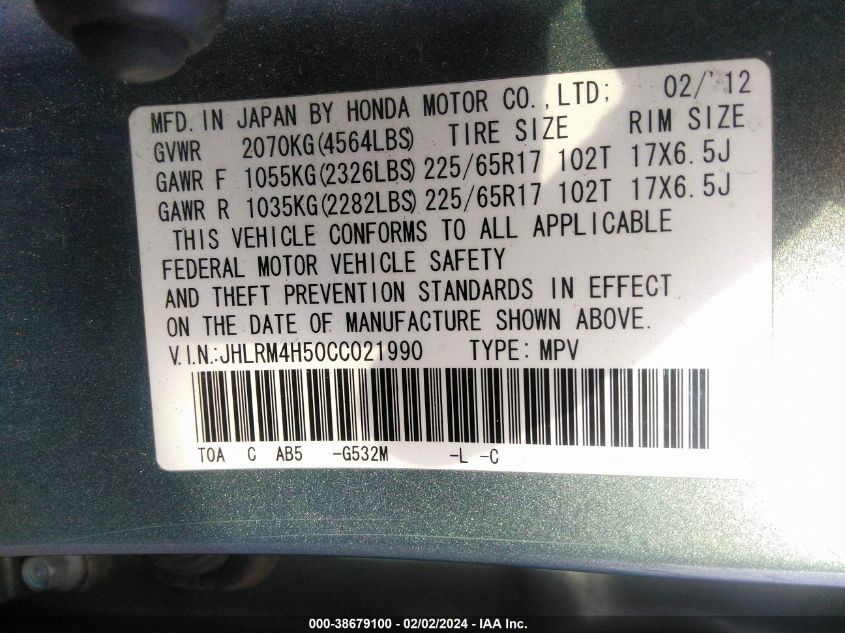 MFD. IN JAPAN BY HONDA MOTOR CO., LTD; 02/'12
GVWR 2070KG(4564LBS) TIRE SIZE RIM SIZE
GAWR F 1055KG(2326LBS) 225/65R17 102T 17X6.5J
GAWR R 1035KG(2282LBS) 225/65R17 102T 17X6.5J
THIS VEHICLE CONFORMS TO ALL APPLICABLE
FEDERAL MOTOR VEHICLE SAFETY
AND THEFT PREVENTION STANDARDS IN EFFECT
ON THE DATE OF MANUFACTURE SHOWN ABOVE.
V.I.N.:JHLRM4H50CC021990 TYPE: MPV
TOA C AB5 -G532M -L -C
000-38679100 - 02/02/2024 - IAA Inc.